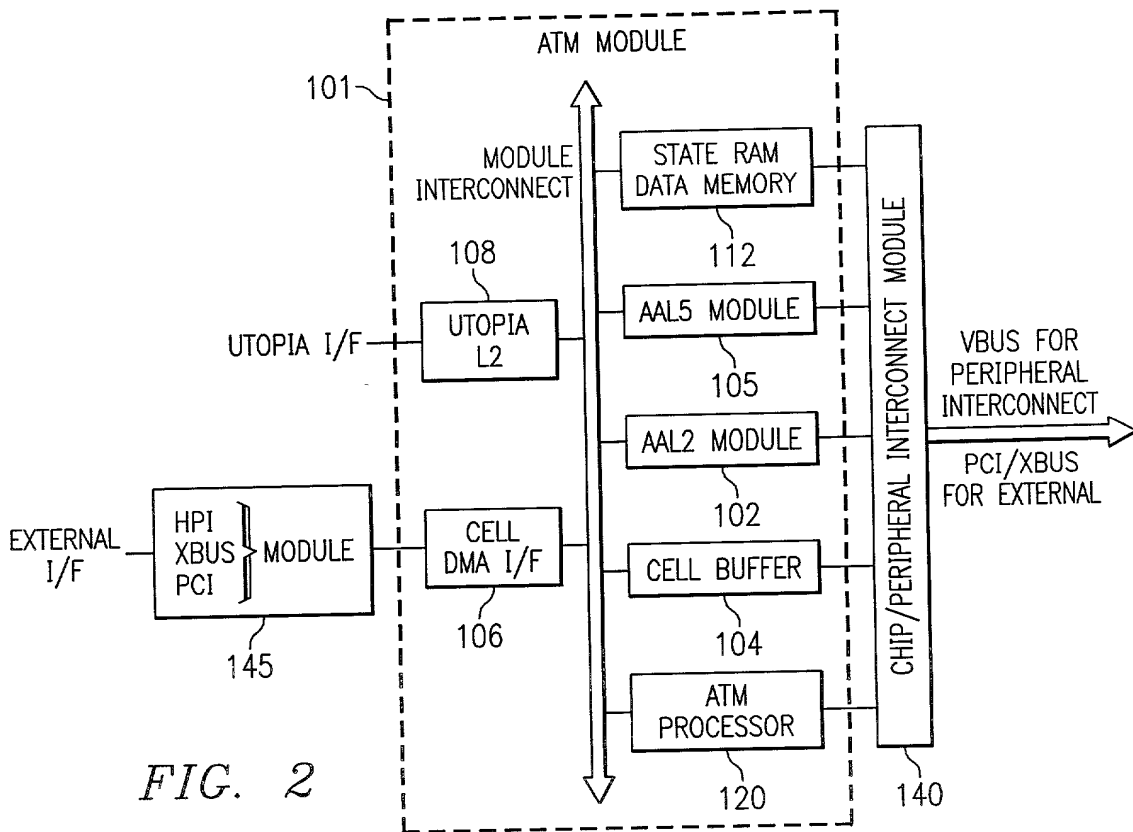 ATM MODULE
101
MODULE
INTERCONNECT
STATE RAM
DATA MEMORY
112
108
UTOPIA I/F
UTOPIA
L2
AAL5 MODULE
105
AAL2 MODULE
102
EXTERNAL
I/F
HPI
XBUS
PCI
MODULE
145
CELL
DMA I/F
106
CELL BUFFER
104
ATM
PROCESSOR
120
CHIP/PERIPHERAL INTERCONNECT MODULE
140
VBUS FOR
PERIPHERAL
INTERCONNECT
PCI/XBUS
FOR EXTERNAL
FIG. 2